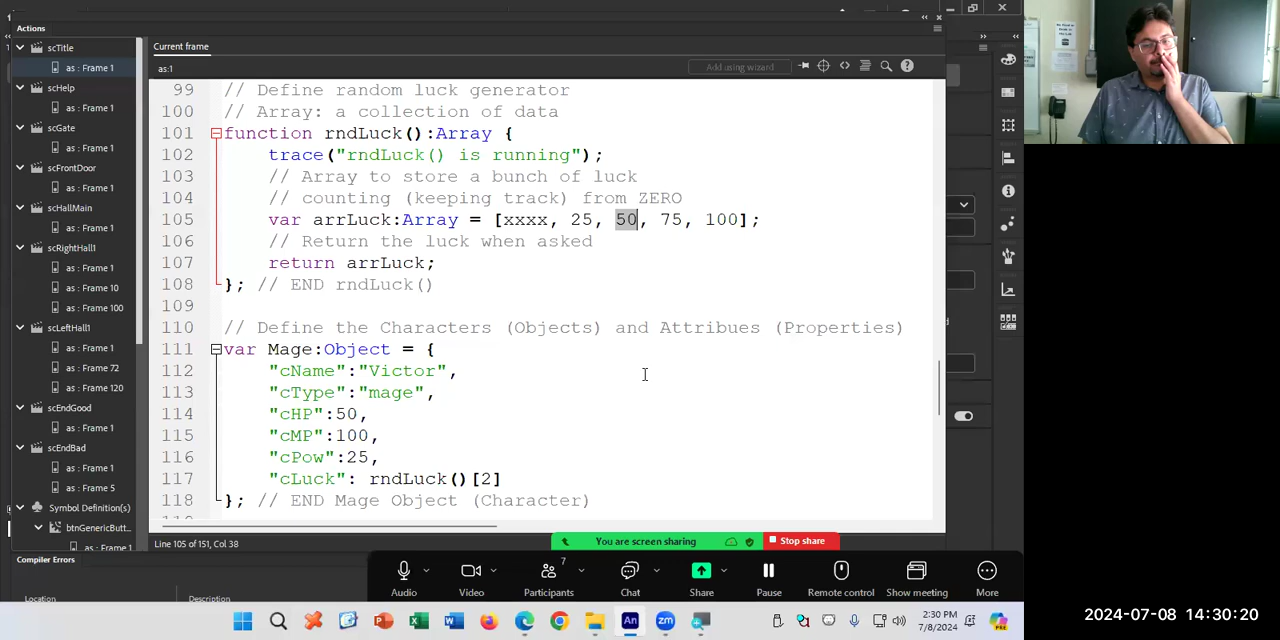 Actions
scTitle
as : Frame 1
scHelp
as : Frame 1
scGate
as : Frame 1
scFrontDoor
as : Frame 1
scHallMain
as : Frame 1
scRightHall1
as : Frame 1
as : Frame 10
as : Frame 100
scLeftHall1
as : Frame 1
as : Frame 72
as : Frame 120
scEndGood
as : Frame 1
scEndBad
as : Frame 1
as : Frame 5
Symbol Definition(s)
btnGenericButt...
as : Frame 1
Current frame
as:1
Add using wizard
99 // Define random luck generator
100 // Array: a collection of data
101 function rndLuck():Array {
102 trace("rndLuck() is running");
103 // Array to store a bunch of luck
104 // counting (keeping track) from ZERO
105 var arrLuck:Array = [xxxx, 25, 50, 75, 100];
106 // Return the luck when asked
107 return arrLuck;
108 }; // END rndLuck()
109
110 // Define the Characters (Objects) and Attribues (Properties)
111 var Mage:Object = {
112 "cName":"Victor",
113 "cType":"mage",
114 "cHP":50,
115 "cMP":100,
116 "cPow":25,
117 "cLuck": rndLuck()[2]
118 }; // END Mage Object (Character)
Line 105 of 151, Col 38
You are screen sharing
Stop share
Compiler Errors
Location
Description
7
Audio
Video
Participants
Chat
Share
Pause
Remote control
Show meeting
More
2:30 PM
7/8/2024
2024-07-08 14:30:20